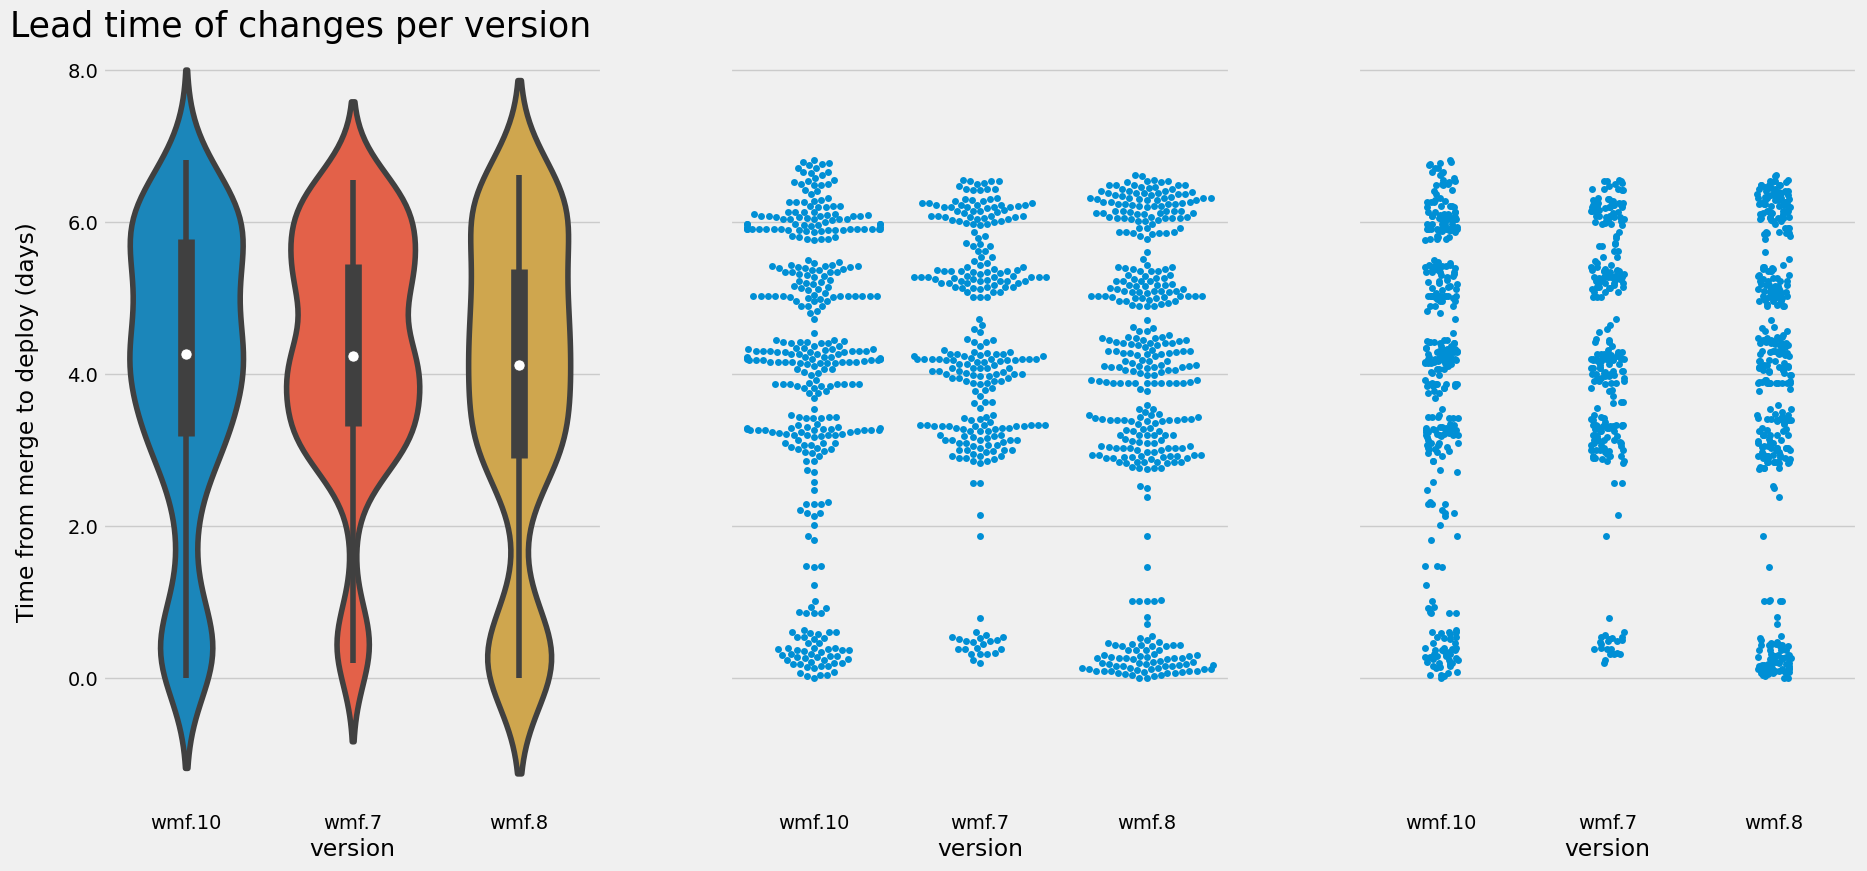 Lead time of changes per version
Time from merge to deploy (days)
8.0
6.0
4.0
2.0
0.0
wmf.10 wmf.7 wmf.8
version
wmf.10 wmf.7 wmf.8
version
wmf.10 wmf.7 wmf.8
version